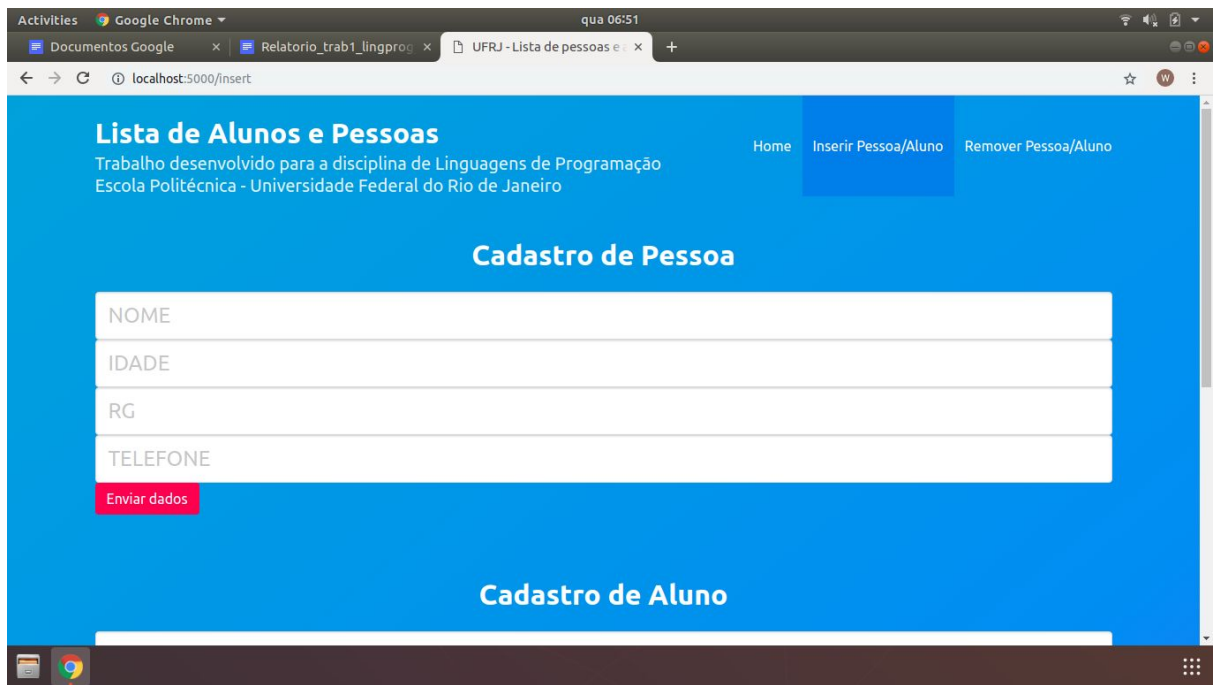 Activities Google Chrome qua 06:51
Documentos Google Relatorio_trab1_lingprog UFRJ - Lista de pessoas e a
localhost:5000/insert W
Lista de Alunos e Pessoas
Trabalho desenvolvido para a disciplina de Linguagens de Programação
Escola Politécnica - Universidade Federal do Rio de Janeiro
Home Inserir Pessoa/Aluno Remover Pessoa/Aluno
Cadastro de Pessoa
NOME
IDADE
RG
TELEFONE
Enviar dados
Cadastro de Aluno